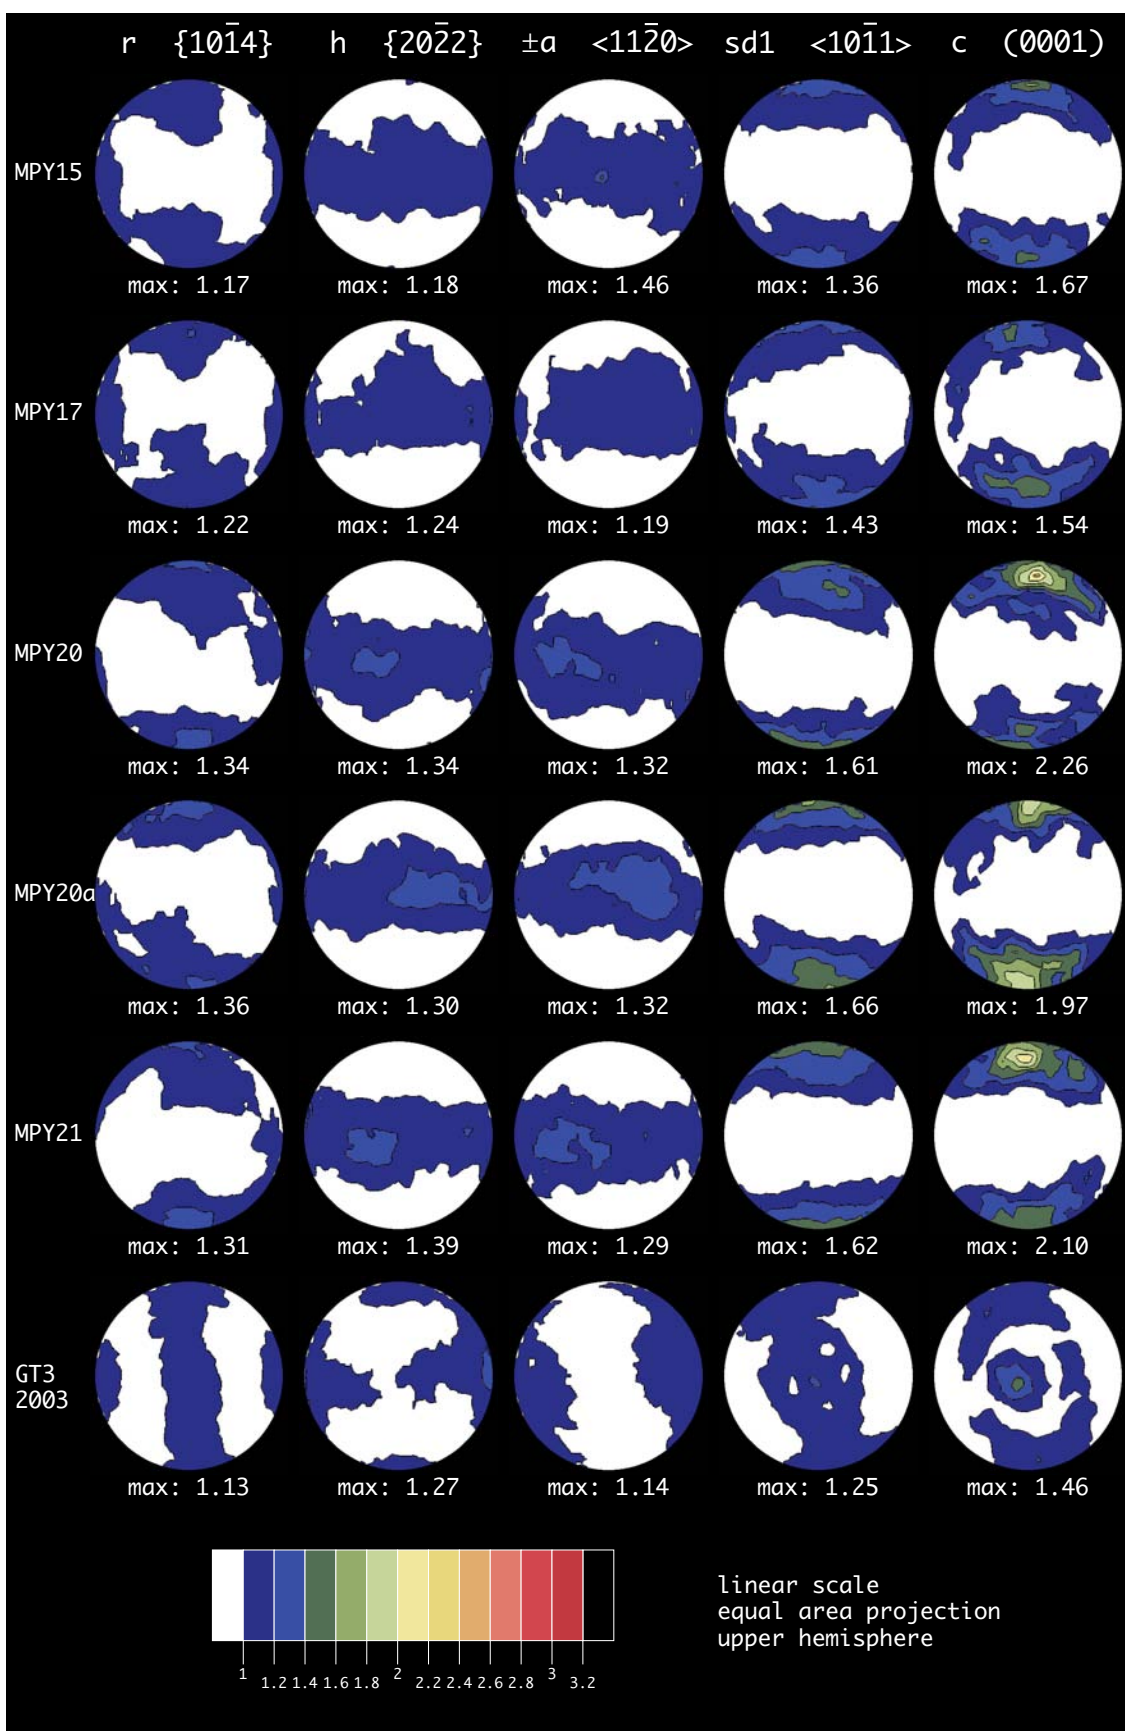 r {101̄4} h {202̄2} ±a <112̄0> sd1 <101̄1> c (0001)
MPY15
max: 1.17 max: 1.18 max: 1.46 max: 1.36 max: 1.67
MPY17
max: 1.22 max: 1.24 max: 1.19 max: 1.43 max: 1.54
MPY20
max: 1.34 max: 1.34 max: 1.32 max: 1.61 max: 2.26
MPY20a
max: 1.36 max: 1.30 max: 1.32 max: 1.66 max: 1.97
MPY21
max: 1.31 max: 1.39 max: 1.29 max: 1.62 max: 2.10
GT3
2003
max: 1.13 max: 1.27 max: 1.14 max: 1.25 max: 1.46
linear scale
equal area projection
upper hemisphere
1 1.2 1.4 1.6 1.8 2 2.2 2.4 2.6 2.8 3 3.2